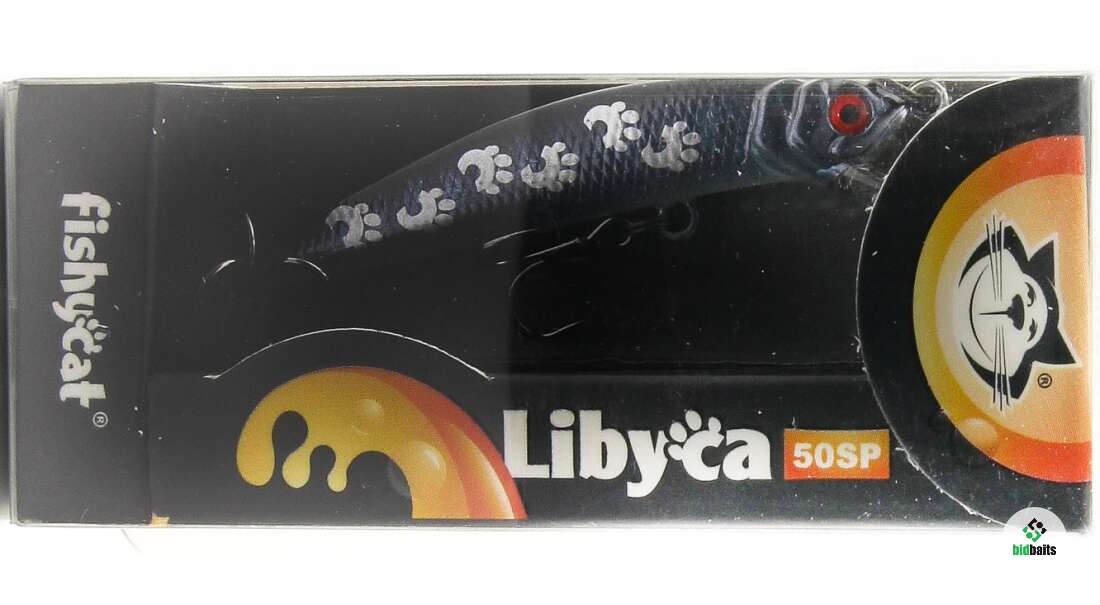 fishycat®
Libyca
50SP
®
bidbaits